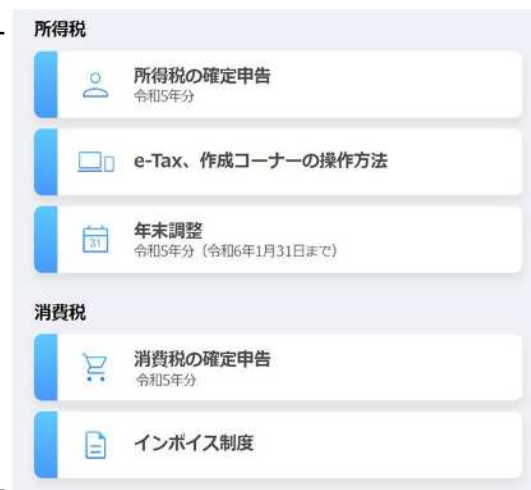 所得税
所得税の確定申告
令和5年分
e-Tax、作成コーナーの操作方法
31
年末調整
令和5年分（令和6年1月31日まで）
消費税
消費税の確定申告
令和5年分
インボイス制度